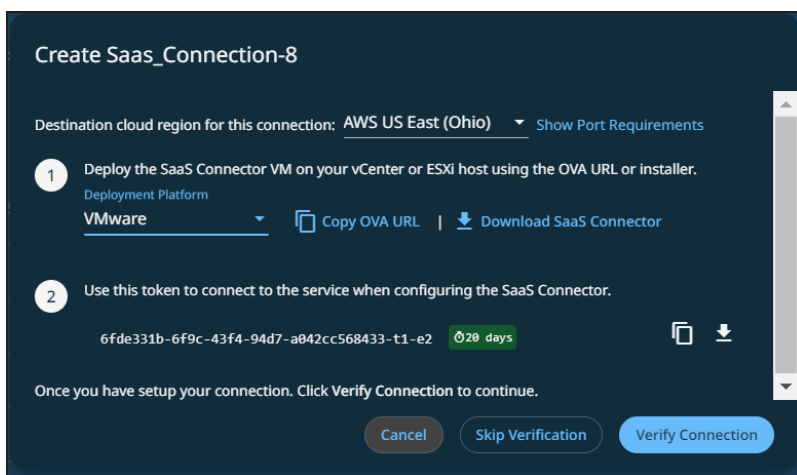 Create Saas_Connection-8
Destination cloud region for this connection: AWS US East (Ohio) Show Port Requirements
1 Deploy the SaaS Connector VM on your vCenter or ESXi host using the OVA URL or installer.
Deployment Platform
VMware Copy OVA URL | Download SaaS Connector
2 Use this token to connect to the service when configuring the SaaS Connector.
6fde331b-6f9c-43f4-94d7-a042cc568433-t1-e2 20 days
Once you have setup your connection. Click Verify Connection to continue.
Cancel Skip Verification Verify Connection